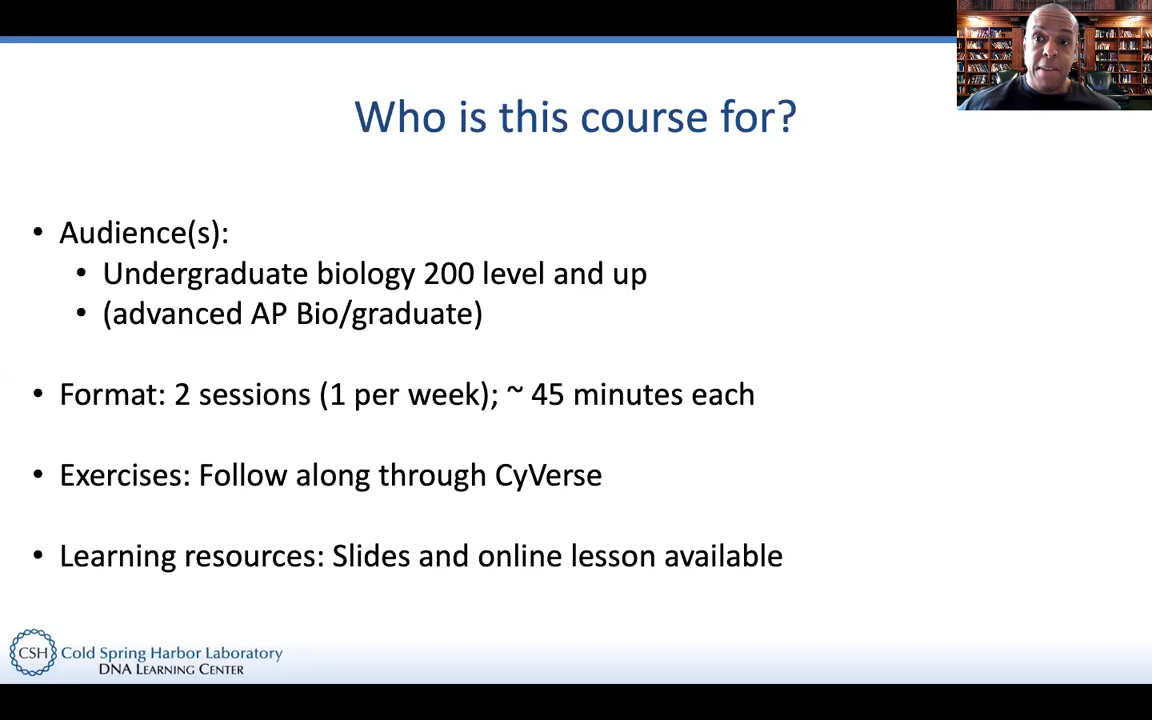 Who is this course for?
• Audience(s):
• Undergraduate biology 200 level and up
• (advanced AP Bio/graduate)
• Format: 2 sessions (1 per week); ~ 45 minutes each
• Exercises: Follow along through CyVerse
• Learning resources: Slides and online lesson available
CSH Cold Spring Harbor Laboratory
DNA LEARNING CENTER